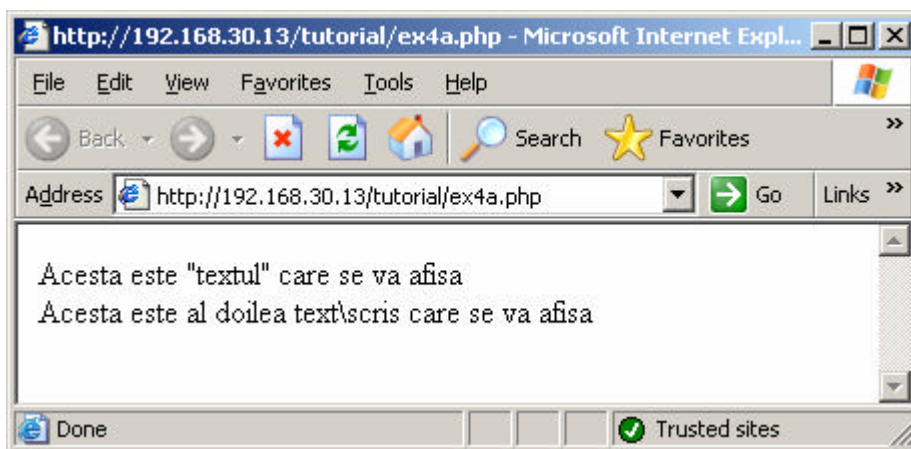 http://192.168.30.13/tutorial/ex4a.php - Microsoft Internet Expl...
File Edit View Favorites Tools Help
Back Search Favorites »
Address http://192.168.30.13/tutorial/ex4a.php Go Links »
Acesta este "textul" care se va afisa
Acesta este al doilea text\scris care se va afisa
Done Trusted sites